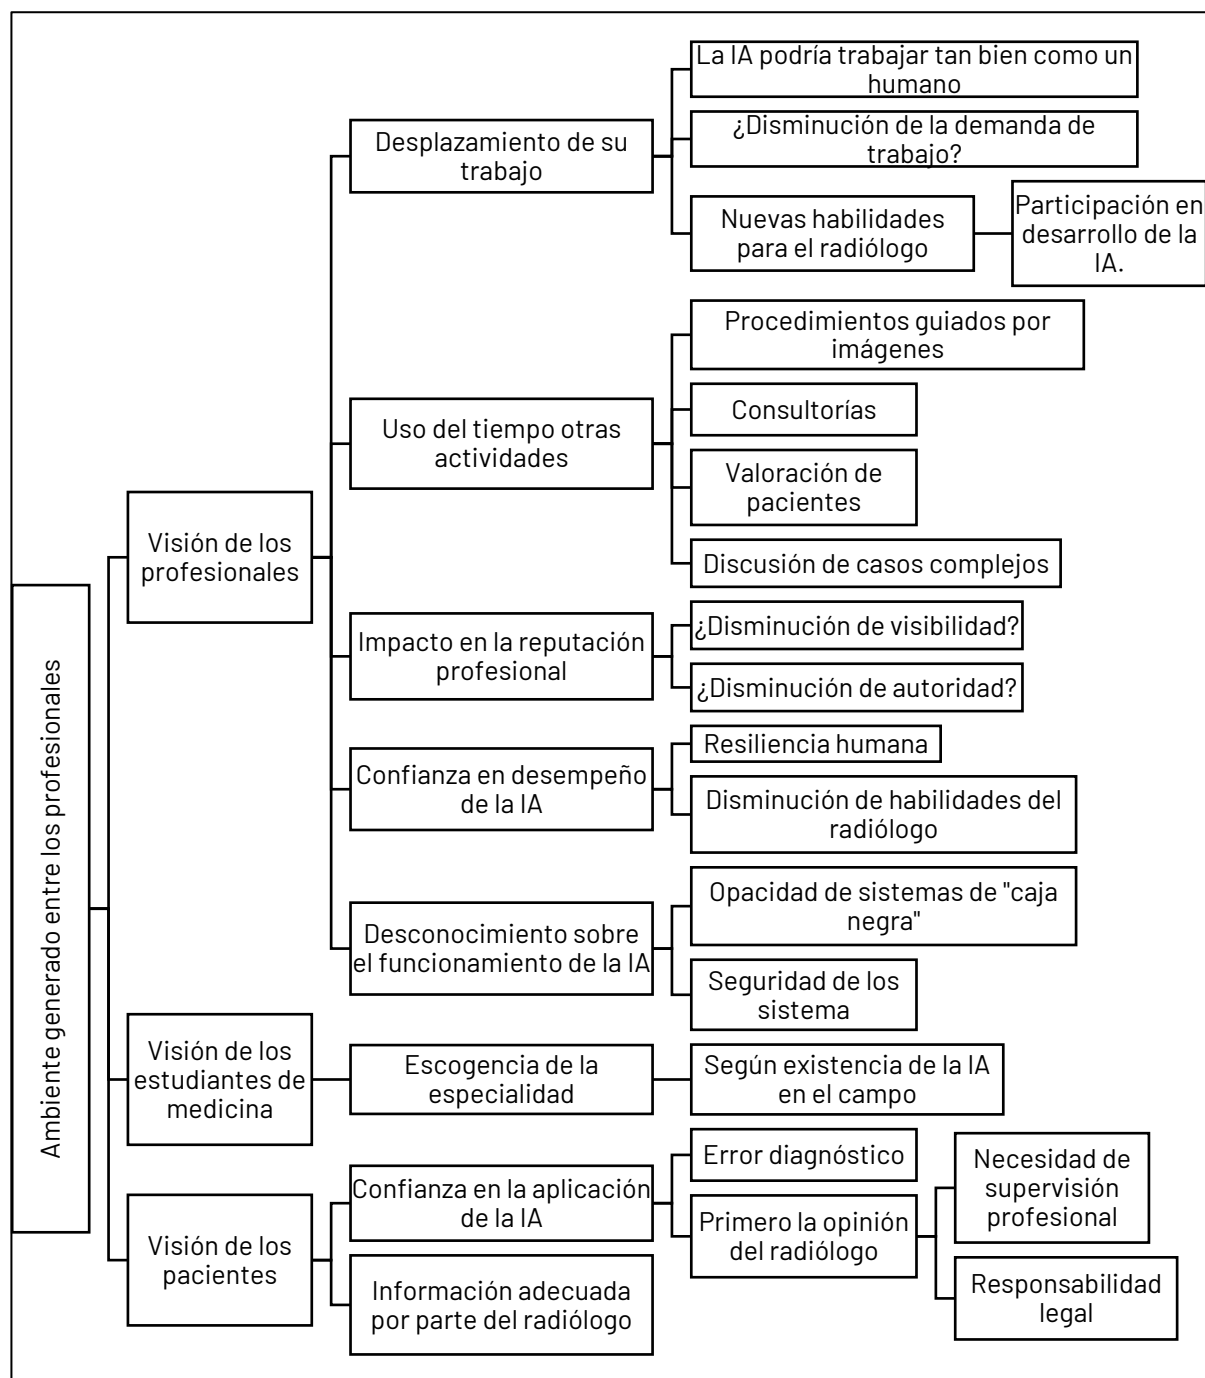 Ambiente generado entre los profesionales
Visión de los
profesionales
Desplazamiento de su
trabajo
La IA podría trabajar tan bien como un
humano
¿Disminución de la demanda de
trabajo?
Nuevas habilidades
para el radiólogo
Participación en
desarrollo de la
IA.
Uso del tiempo otras
actividades
Procedimientos guiados por
imágenes
Consultorías
Valoración de
pacientes
Discusión de casos complejos
Impacto en la reputación
profesional
¿Disminución de visibilidad?
¿Disminución de autoridad?
Confianza en desempeño
de la IA
Resiliencia humana
Disminución de habilidades del
radiólogo
Desconocimiento sobre
el funcionamiento de la IA
Opacidad de sistemas de "caja
negra"
Seguridad de los
sistema
Visión de los
estudiantes de
medicina
Escogencia de la
especialidad
Según existencia de la IA
en el campo
Visión de los
pacientes
Confianza en la aplicación
de la IA
Error diagnóstico
Primero la opinión
del radiólogo
Necesidad de
supervisión
profesional
Responsabilidad
legal
Información adecuada
por parte del radiólogo